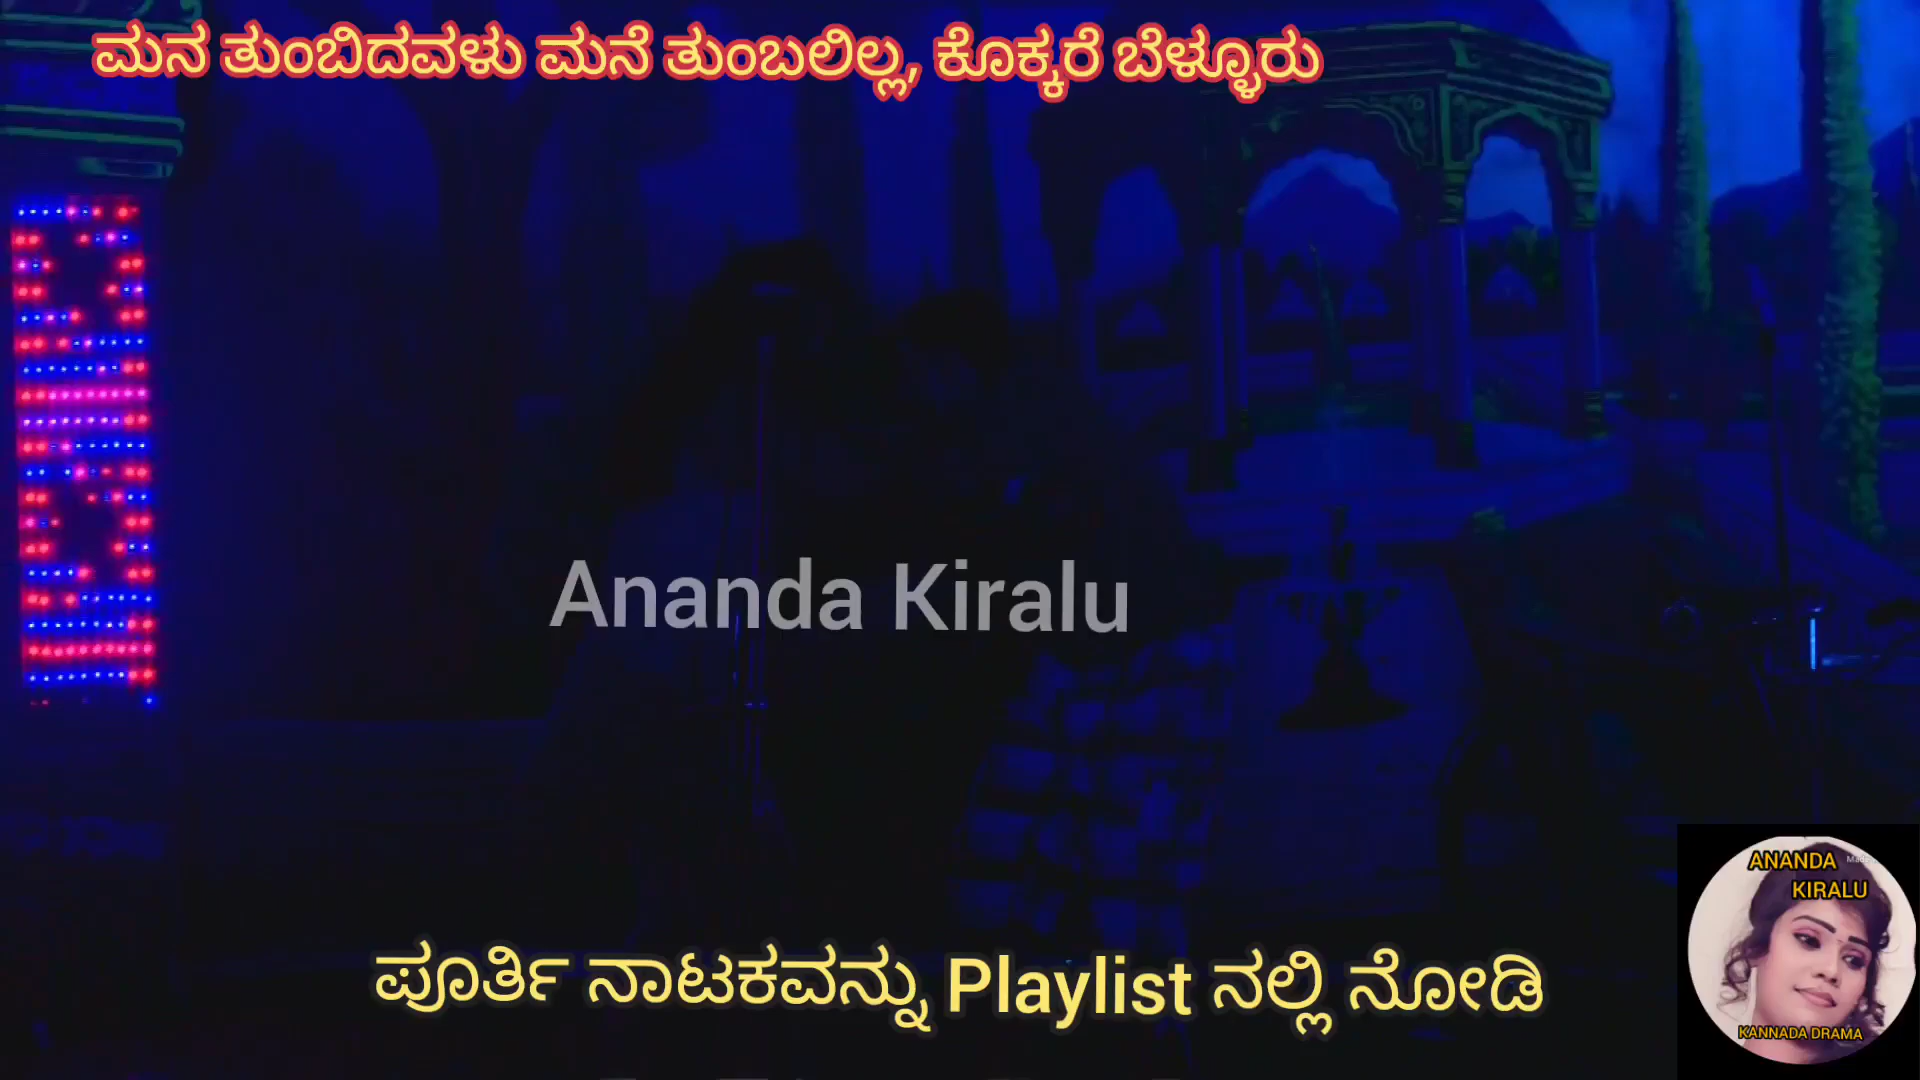 ಮನ ತುಂಬಿದವಳು ಮನೆ ತುಂಬಲಿಲ್ಲ, ಕೊಕ್ಕರೆ ಬೆಳ್ಳೂರು
Ananda Kiralu
ANANDA
KIRALU
KANNADA DRAMA
ಪೂರ್ತಿ ನಾಟಕವನ್ನು Playlist ನಲ್ಲಿ ನೋಡಿ